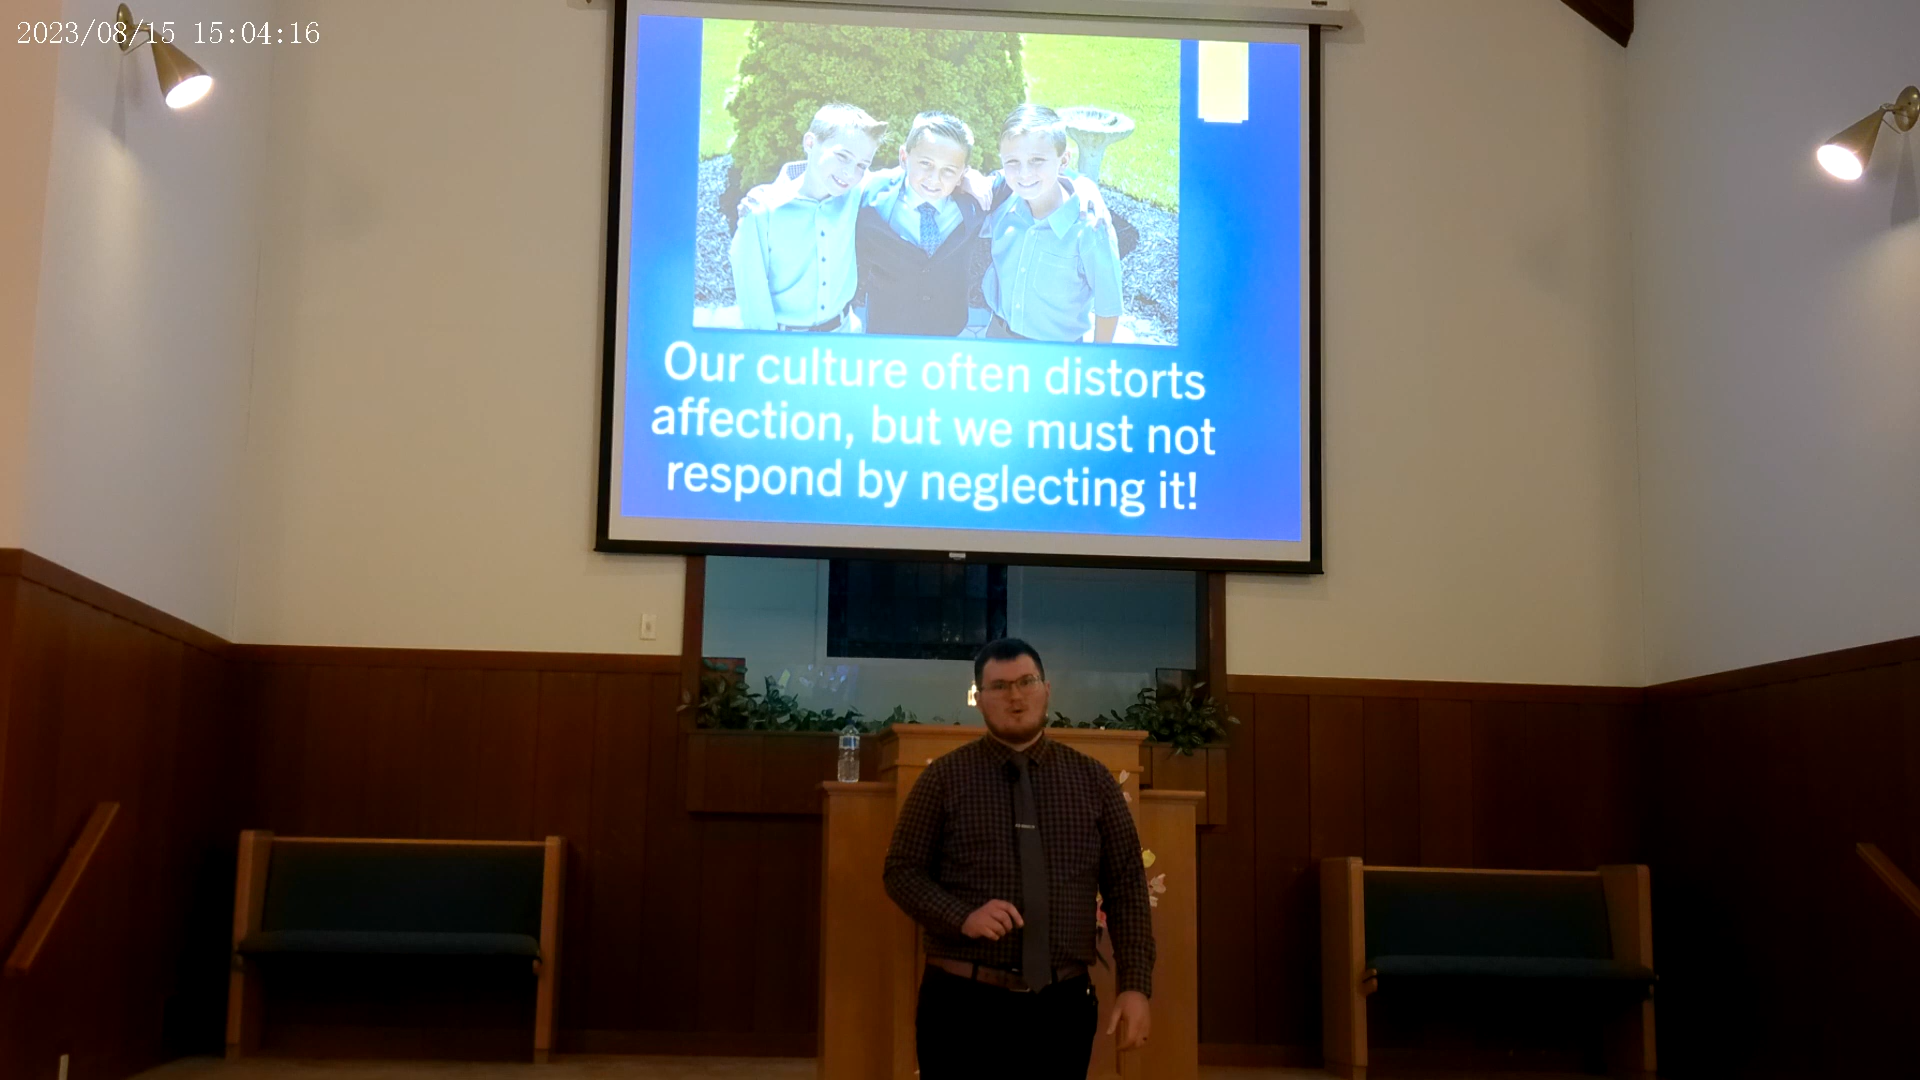 2023/08/15 15:04:16
Our culture often distorts
affection, but we must not
respond by neglecting it!